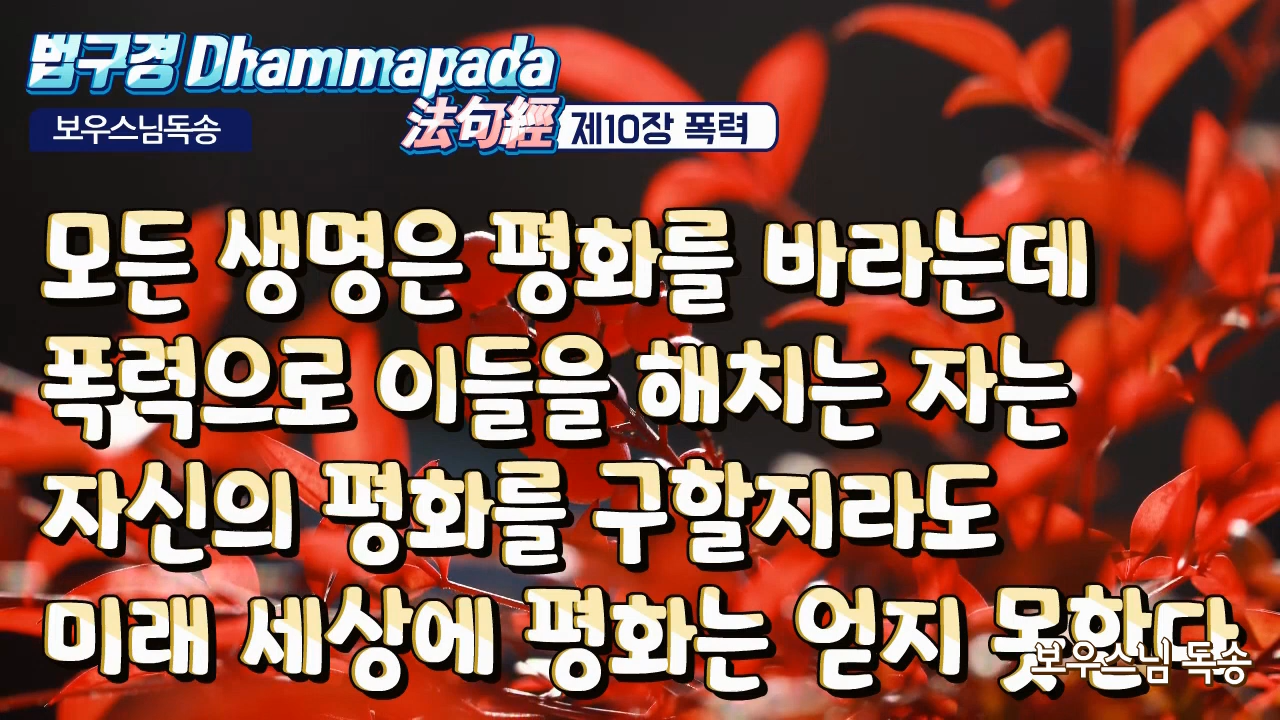 법구경 Dhammapada
法句經 제10장 폭력
보우스님독송
모든 생명은 평화를 바라는데
폭력으로 이들을 해치는 자는
자신의 평화를 구할지라도
미래 세상에 평화는 얻지 못한다
보우스님 독송